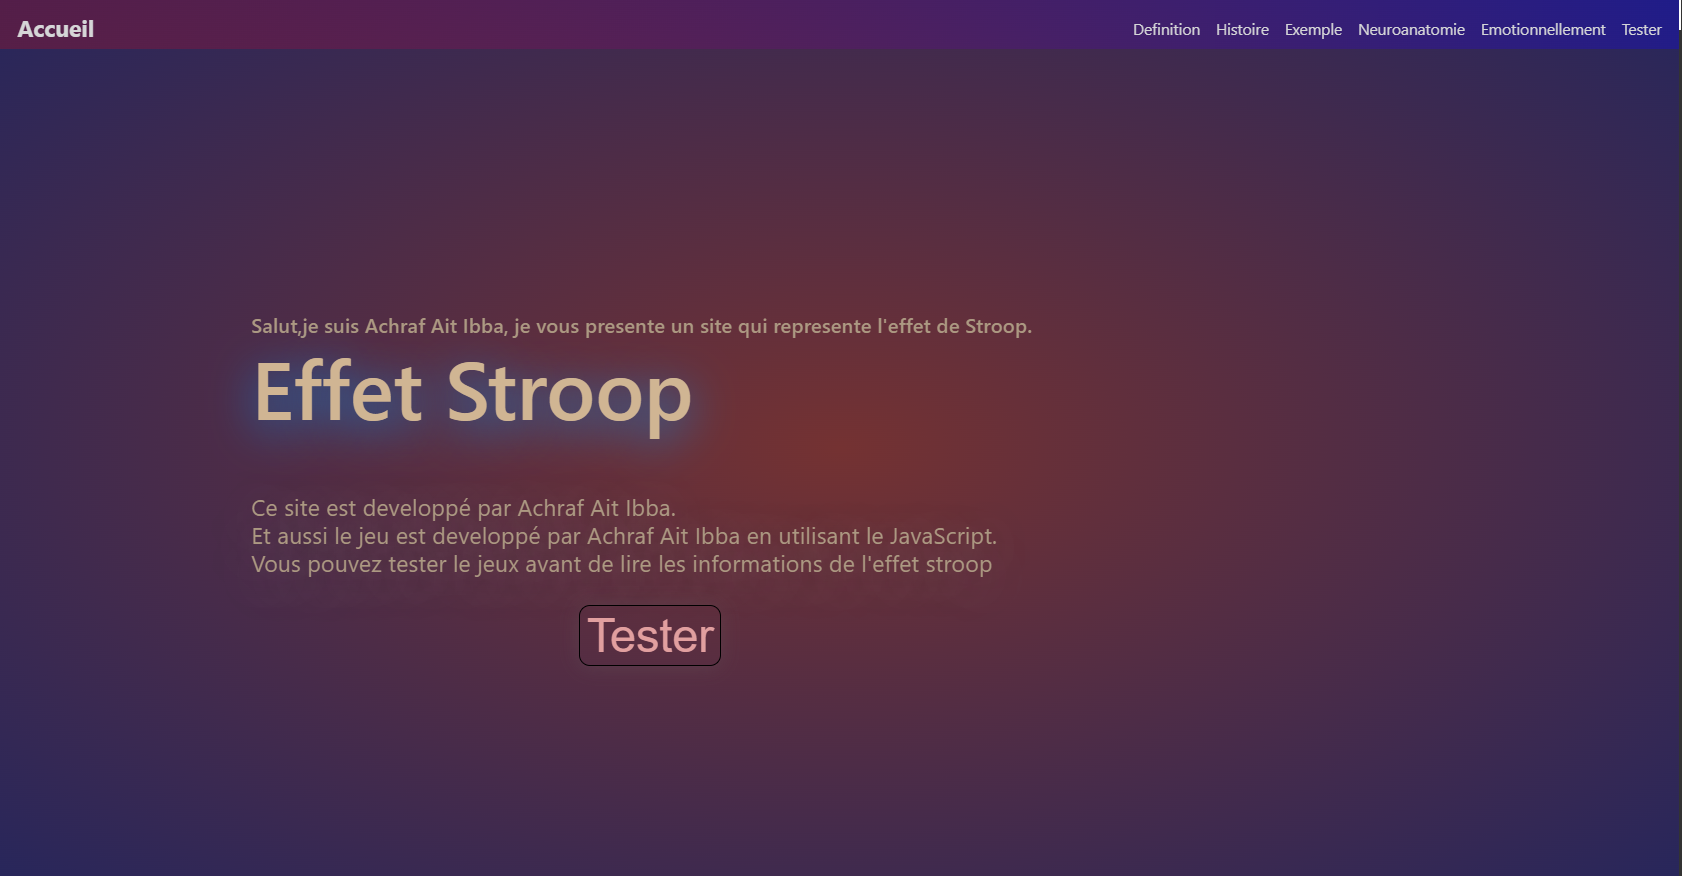 Accueil
Definition Histoire Exemple Neuroanatomie Emotionnellement Tester
Salut,je suis Achraf Ait Ibba, je vous presente un site qui represente l'effet de Stroop.
Effet Stroop
Ce site est developpé par Achraf Ait Ibba.
Et aussi le jeu est developpé par Achraf Ait Ibba en utilisant le JavaScript.
Vous pouvez tester le jeux avant de lire les informations de l'effet stroop
Tester